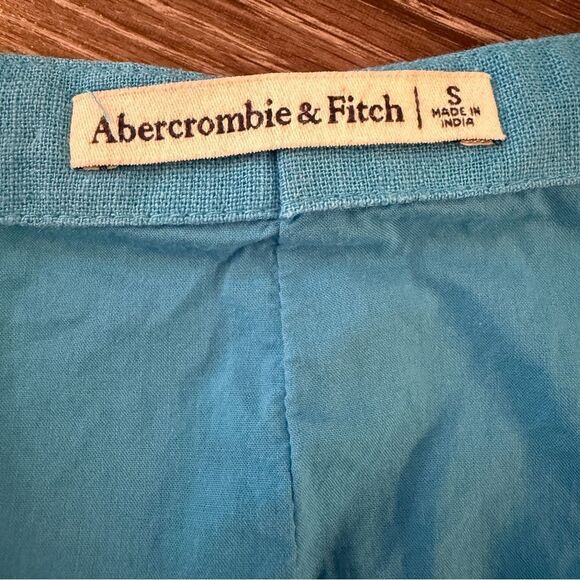 Abercrombie & Fitch | S
MADE IN
INDIA